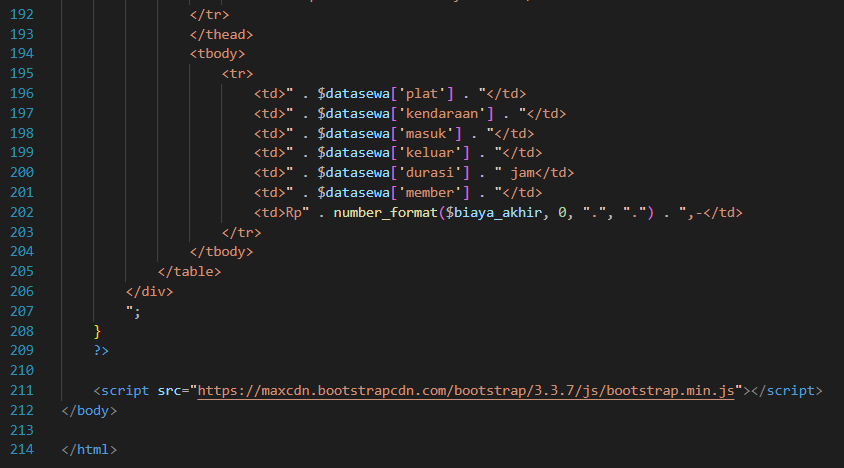 192 </tr>
193 </thead>
194 <tbody>
195 <tr>
196 <td>" . $datasewa['plat'] . "</td>
197 <td>" . $datasewa['kendaraan'] . "</td>
198 <td>" . $datasewa['masuk'] . "</td>
199 <td>" . $datasewa['keluar'] . "</td>
200 <td>" . $datasewa['durasi'] . " jam</td>
201 <td>" . $datasewa['member'] . "</td>
202 <td>Rp" . number_format($biaya_akhir, 0, ".", ".") . ",-</td>
203 </tr>
204 </tbody>
205 </table>
206 </div>
207 ";
208 }
209 ?>
210
211 <script src="https://maxcdn.bootstrapcdn.com/bootstrap/3.3.7/js/bootstrap.min.js"></script>
212 </body>
213
214 </html>